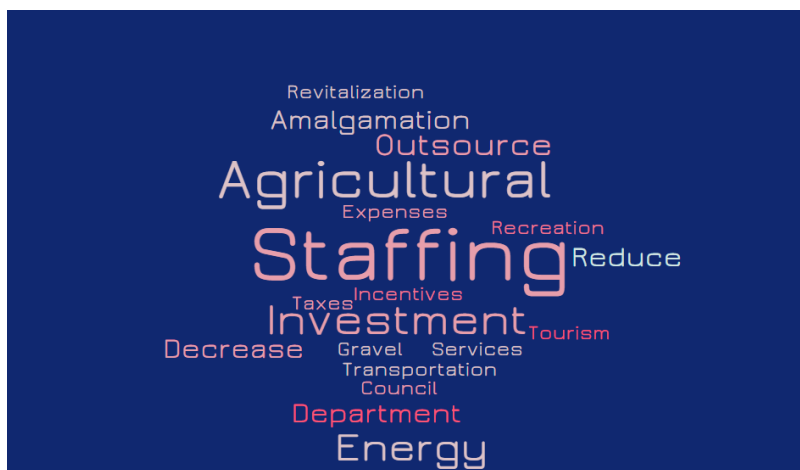 Revitalization
Amalgamation
Outsource
Agricultural
Expenses
Recreation
Staffing
Reduce
Incentives
Taxes
Investment
Tourism
Decrease
Gravel
Services
Transportation
Council
Department
Energy